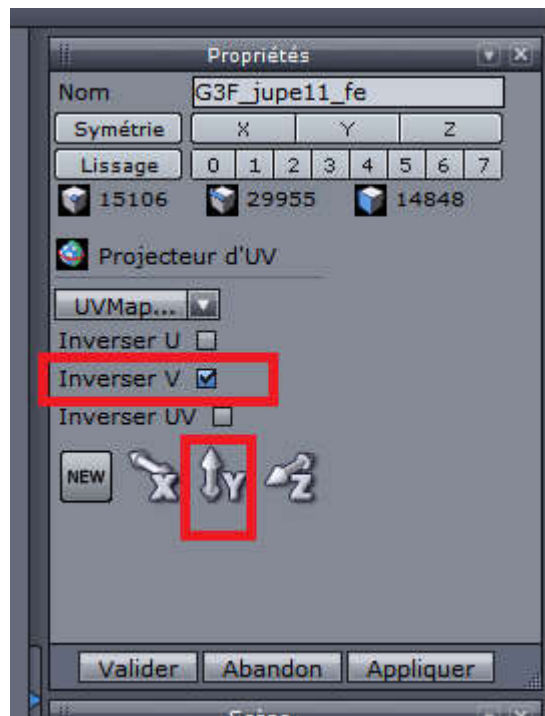 Propriétés
Nom G3F_jupe11_fe
Symétrie X Y Z
Lissage 0 1 2 3 4 5 6 7
15106 29955 14848
Projecteur d'UV
UVMap...
Inverser U
Inverser V
Inverser UV
NEW X Y Z
Valider Abandon Appliquer